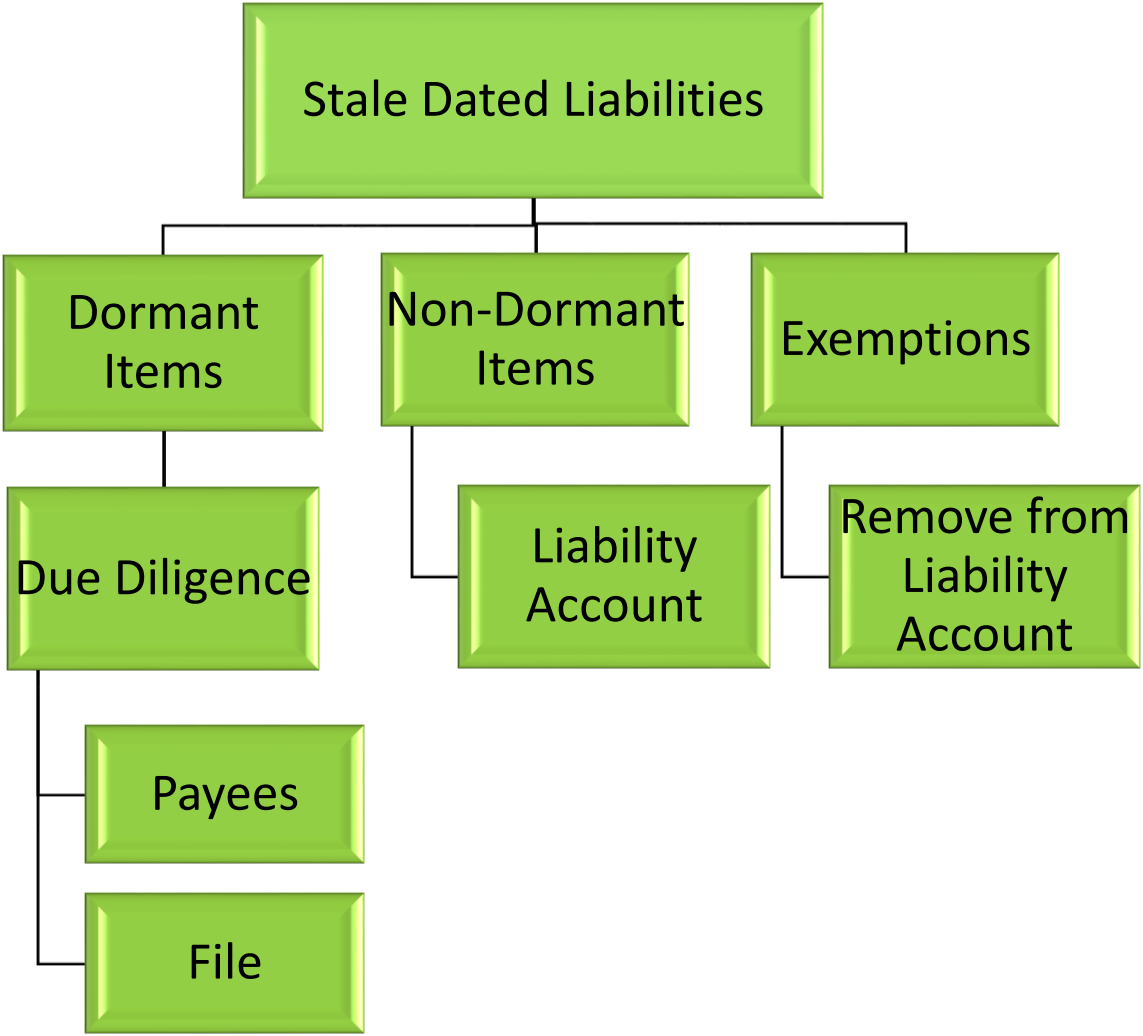 Stale Dated Liabilities
Dormant
Items
Non-Dormant
Items
Exemptions
Due Diligence
Liability
Account
Remove from
Liability
Account
Payees
File